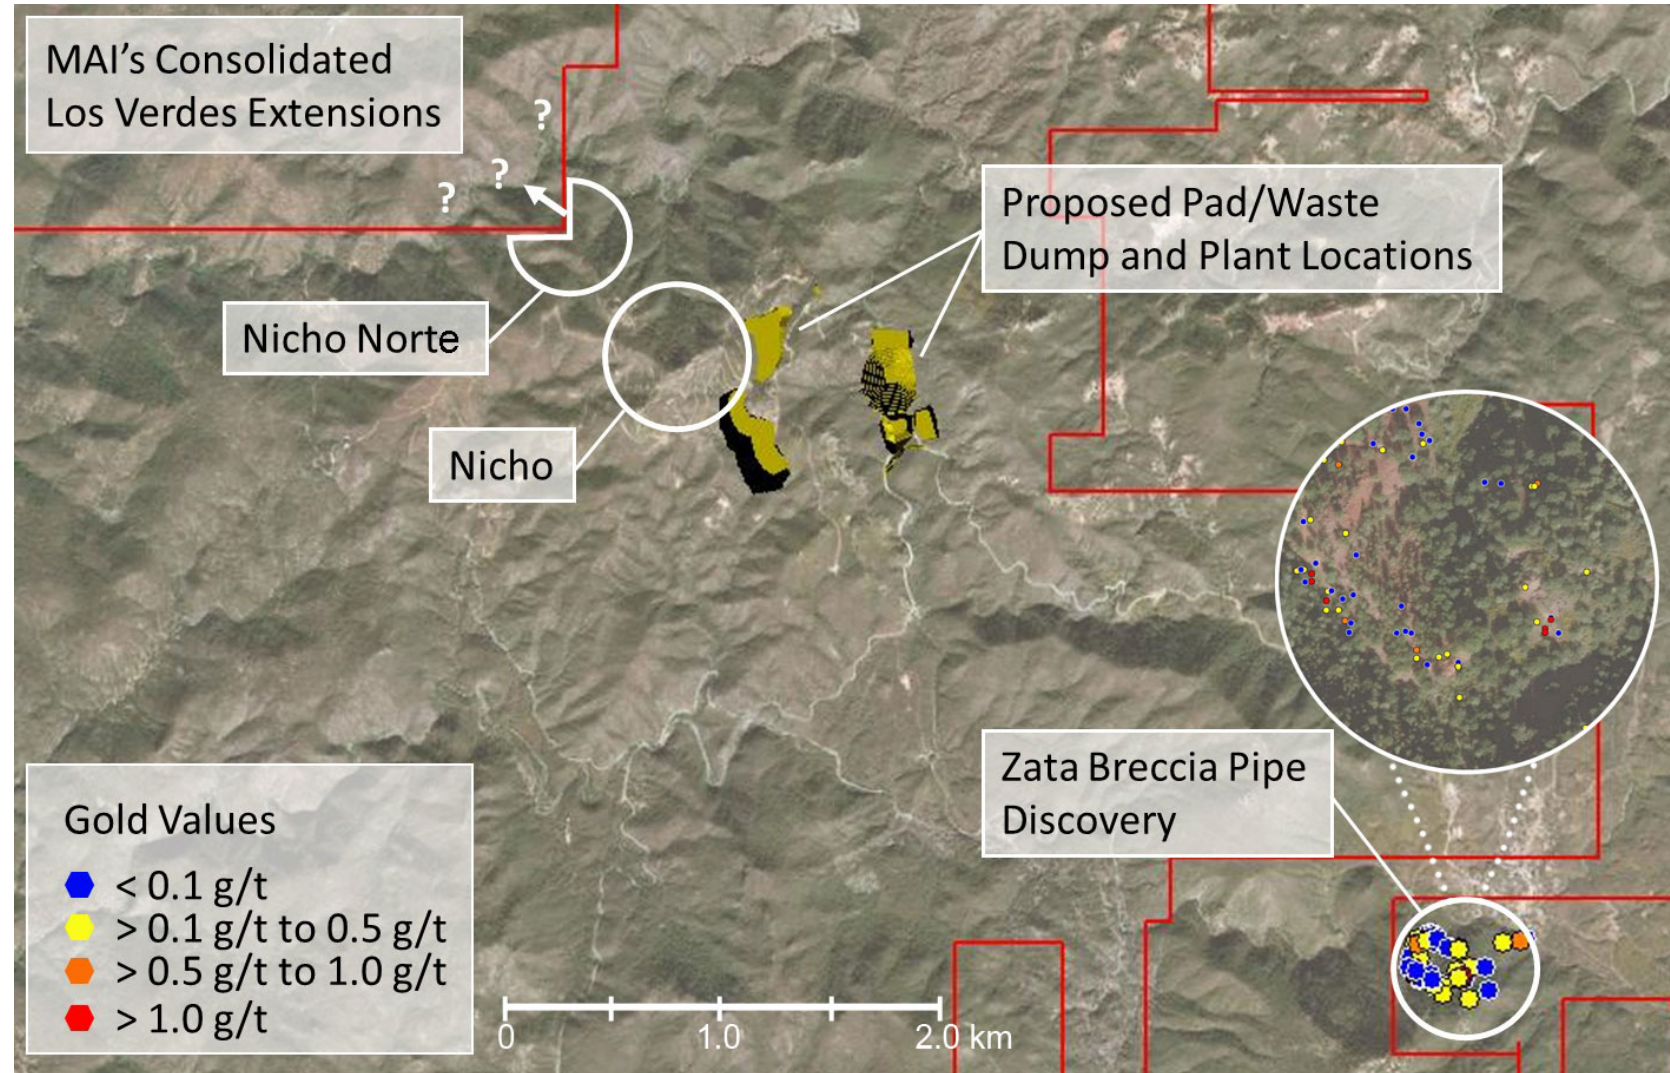 MAI’s Consolidated
Los Verdes Extensions
?
?
?
Proposed Pad/Waste
Dump and Plant Locations
Nicho Norte
Nicho
Zata Breccia Pipe
Discovery
Gold Values
< 0.1 g/t
> 0.1 g/t to 0.5 g/t
> 0.5 g/t to 1.0 g/t
> 1.0 g/t
0 1.0 2.0 km